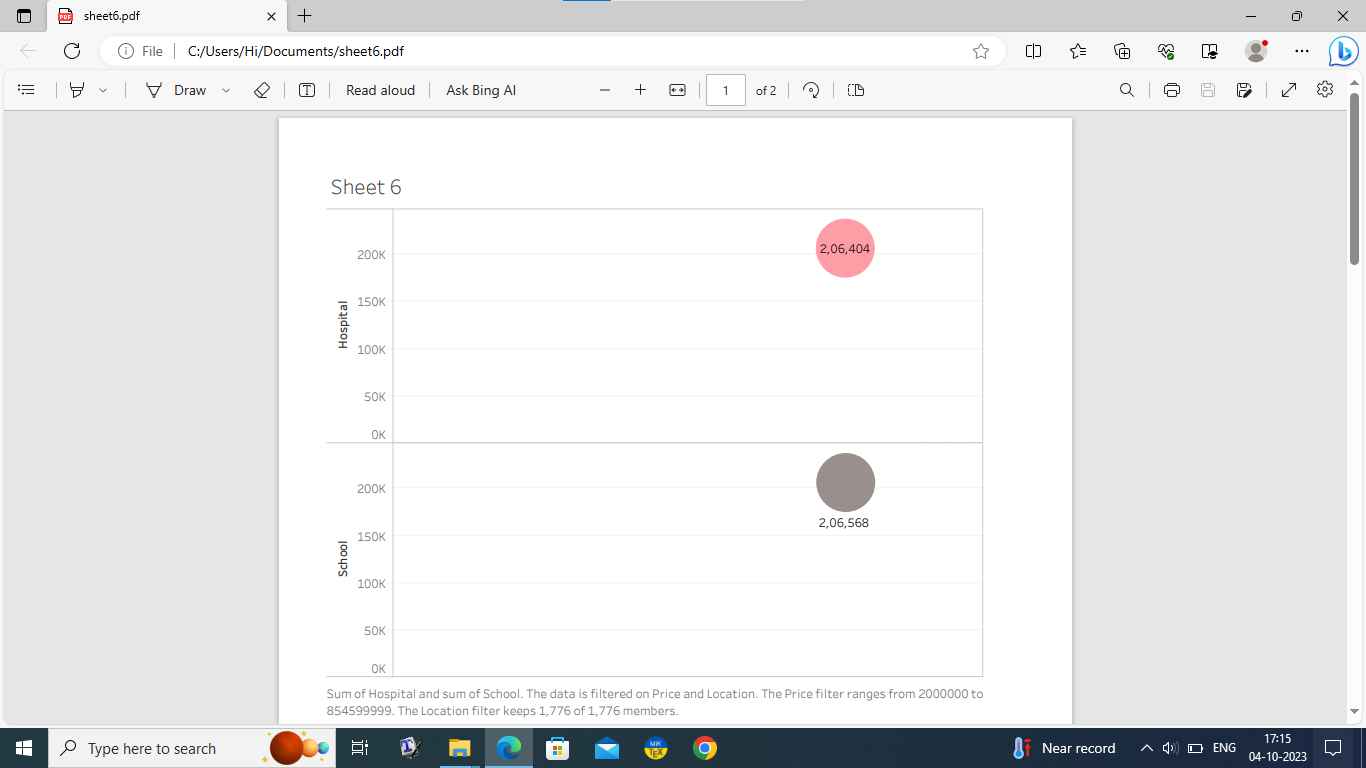 sheet6.pdf
File C:/Users/Hi/Documents/sheet6.pdf
Draw Read aloud Ask Bing AI 1 of 2
Sheet 6
2,06,404
200K
150K
100K
50K
0K
Hospital
200K
150K
100K
50K
0K
School
2,06,568
Sum of Hospital and sum of School. The data is filtered on Price and Location. The Price filter ranges from 2000000 to
854599999. The Location filter keeps 1,776 of 1,776 members.
Type here to search
Near record
ENG
17:15
04-10-2023